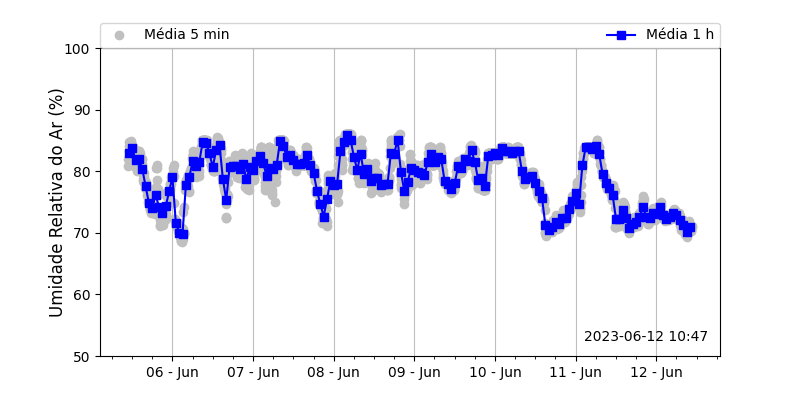 Média 5 min
Média 1 h
Umidade Relativa do Ar (%)
100
90
80
70
60
50
2023-06-12 10:47
06 - Jun
07 - Jun
08 - Jun
09 - Jun
10 - Jun
11 - Jun
12 - Jun